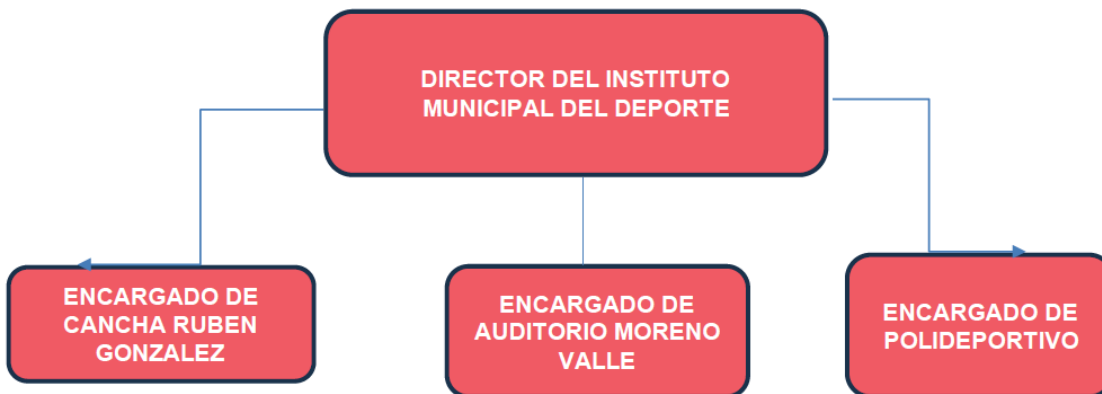 DIRECTOR DEL INSTITUTO
MUNICIPAL DEL DEPORTE
ENCARGADO DE
CANCHA RUBEN
GONZALEZ
ENCARGADO DE
AUDITORIO MORENO
VALLE
ENCARGADO DE
POLIDEPORTIVO